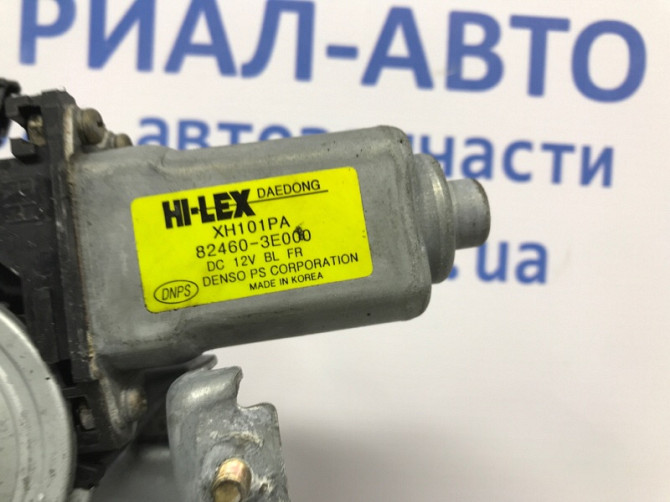 РИАЛ-АВТО
автозапчасти
.ua
HI-LEX DAEDONG
XH101PA
82460-3E000
DC 12V BL FR
DNPS DENSO PS CORPORATION
MADE IN KOREA